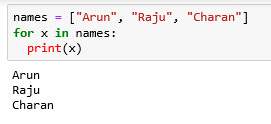 names = ["Arun", "Raju", "Charan"]
for x in names:
  print(x)
Arun
Raju
Charan